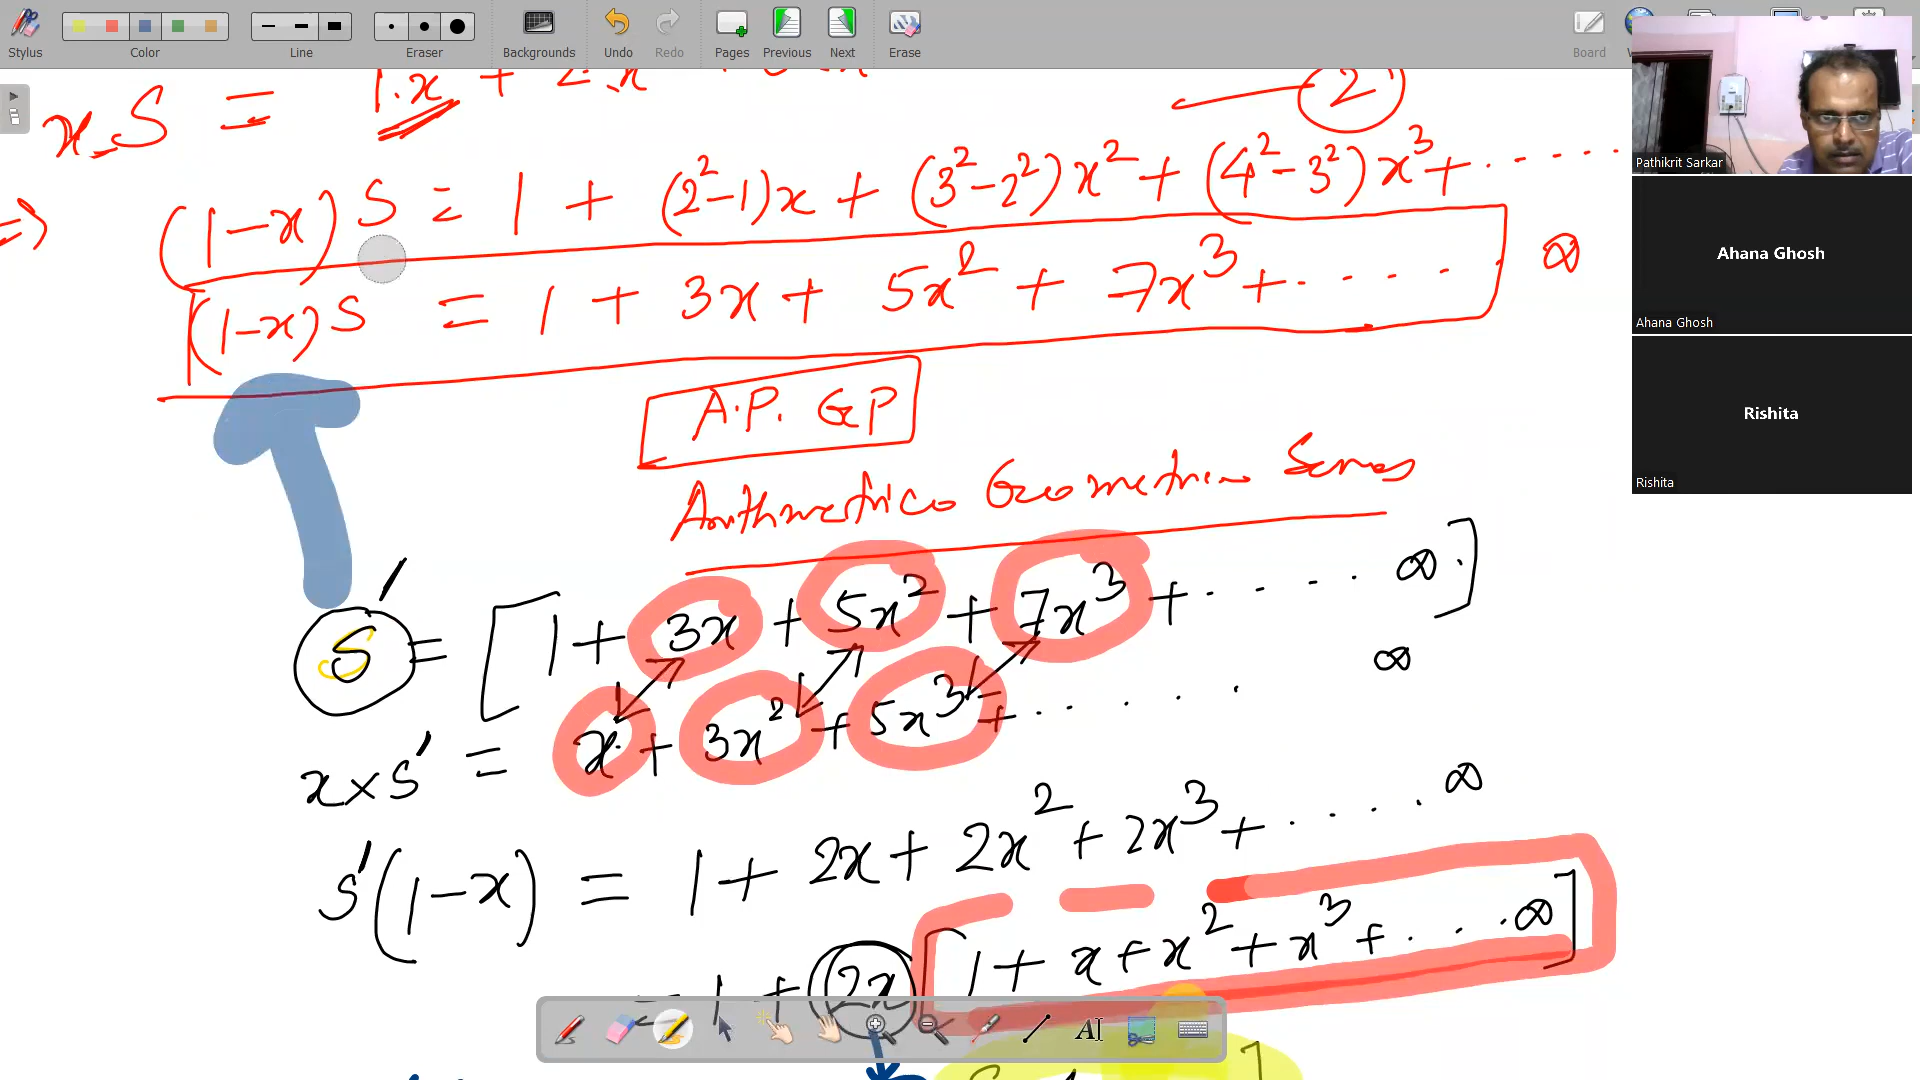 Stylus Color Line Eraser Backgrounds Undo Redo Pages Previous Next Erase Board
x.S = 1.x +
2
=> (1-x) S = 1 + (2²-1)x + (3²-2²)x² + (4²-3²)x³ + ......
(1-x) S = 1 + 3x + 5x² + 7x³ + ..... ∞
A.P. GP
Arithmetrico Geometric Series
S' = [1 + 3x + 5x² + 7x³ + ..... ∞.]
x × S' = x + 3x² + 5x³ + ..... ∞
S'(1-x) = 1 + 2x + 2x² + 2x³ + ..... ∞
= 1 + 2x [1 + x + x² + x³ + .... ∞]
Pathikrit Sarkar
Ahana Ghosh
Ahana Ghosh
Rishita
Rishita